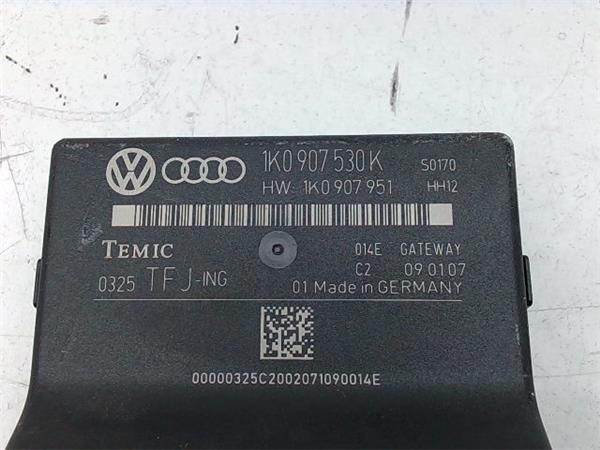 1K0 907 530 K S0170
HW: 1K0 907 951 HH12
TEMIC 014E GATEWAY
C2 09 01 07
0325 TFJ-ING 01 Made in GERMANY
00000325C2002071090014E